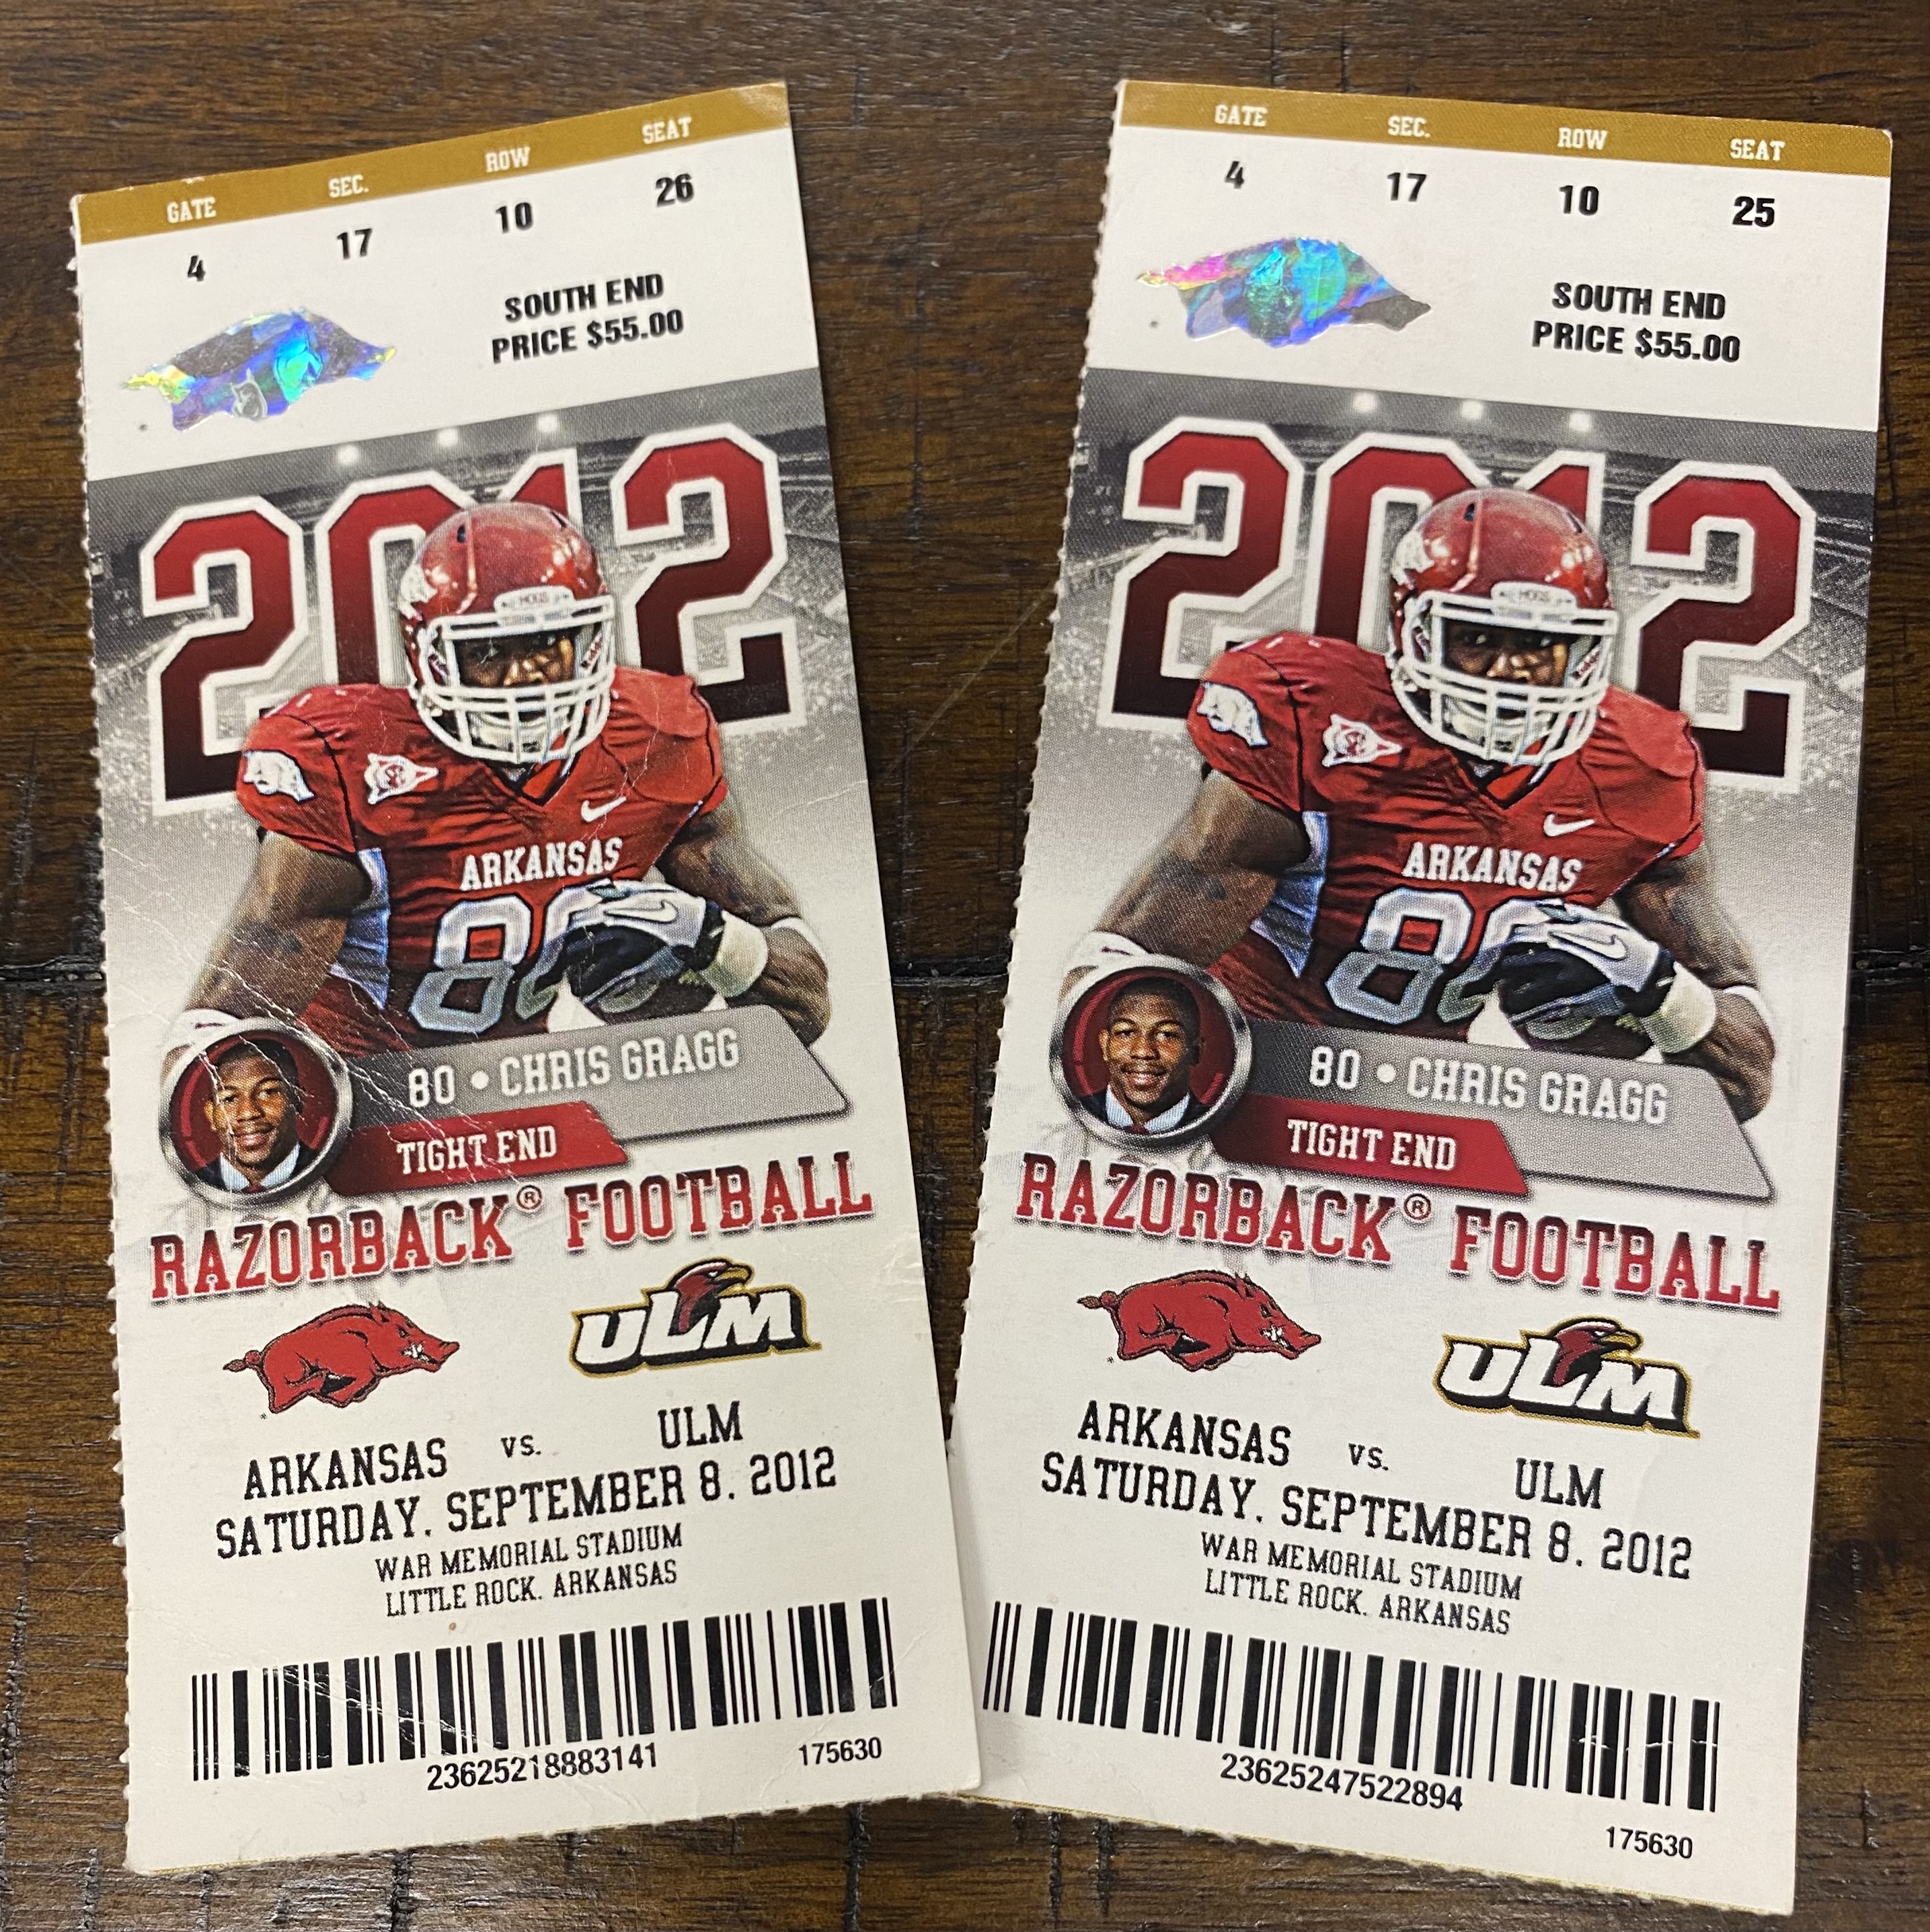 GATE SEC. ROW SEAT
4 17 10 26
SOUTH END
PRICE $55.00
2012
HOGS
ARKANSAS
80
80 • CHRIS GRAGG
TIGHT END
RAZORBACK® FOOTBALL
ULM
ARKANSAS vs. ULM
SATURDAY, SEPTEMBER 8, 2012
WAR MEMORIAL STADIUM
LITTLE ROCK, ARKANSAS
23625218883141 175630
GATE SEC. ROW SEAT
4 17 10 25
SOUTH END
PRICE $55.00
2012
HOGS
ARKANSAS
80
80 • CHRIS GRAGG
TIGHT END
RAZORBACK® FOOTBALL
ULM
ARKANSAS vs. ULM
SATURDAY, SEPTEMBER 8, 2012
WAR MEMORIAL STADIUM
LITTLE ROCK, ARKANSAS
23625247522894
175630